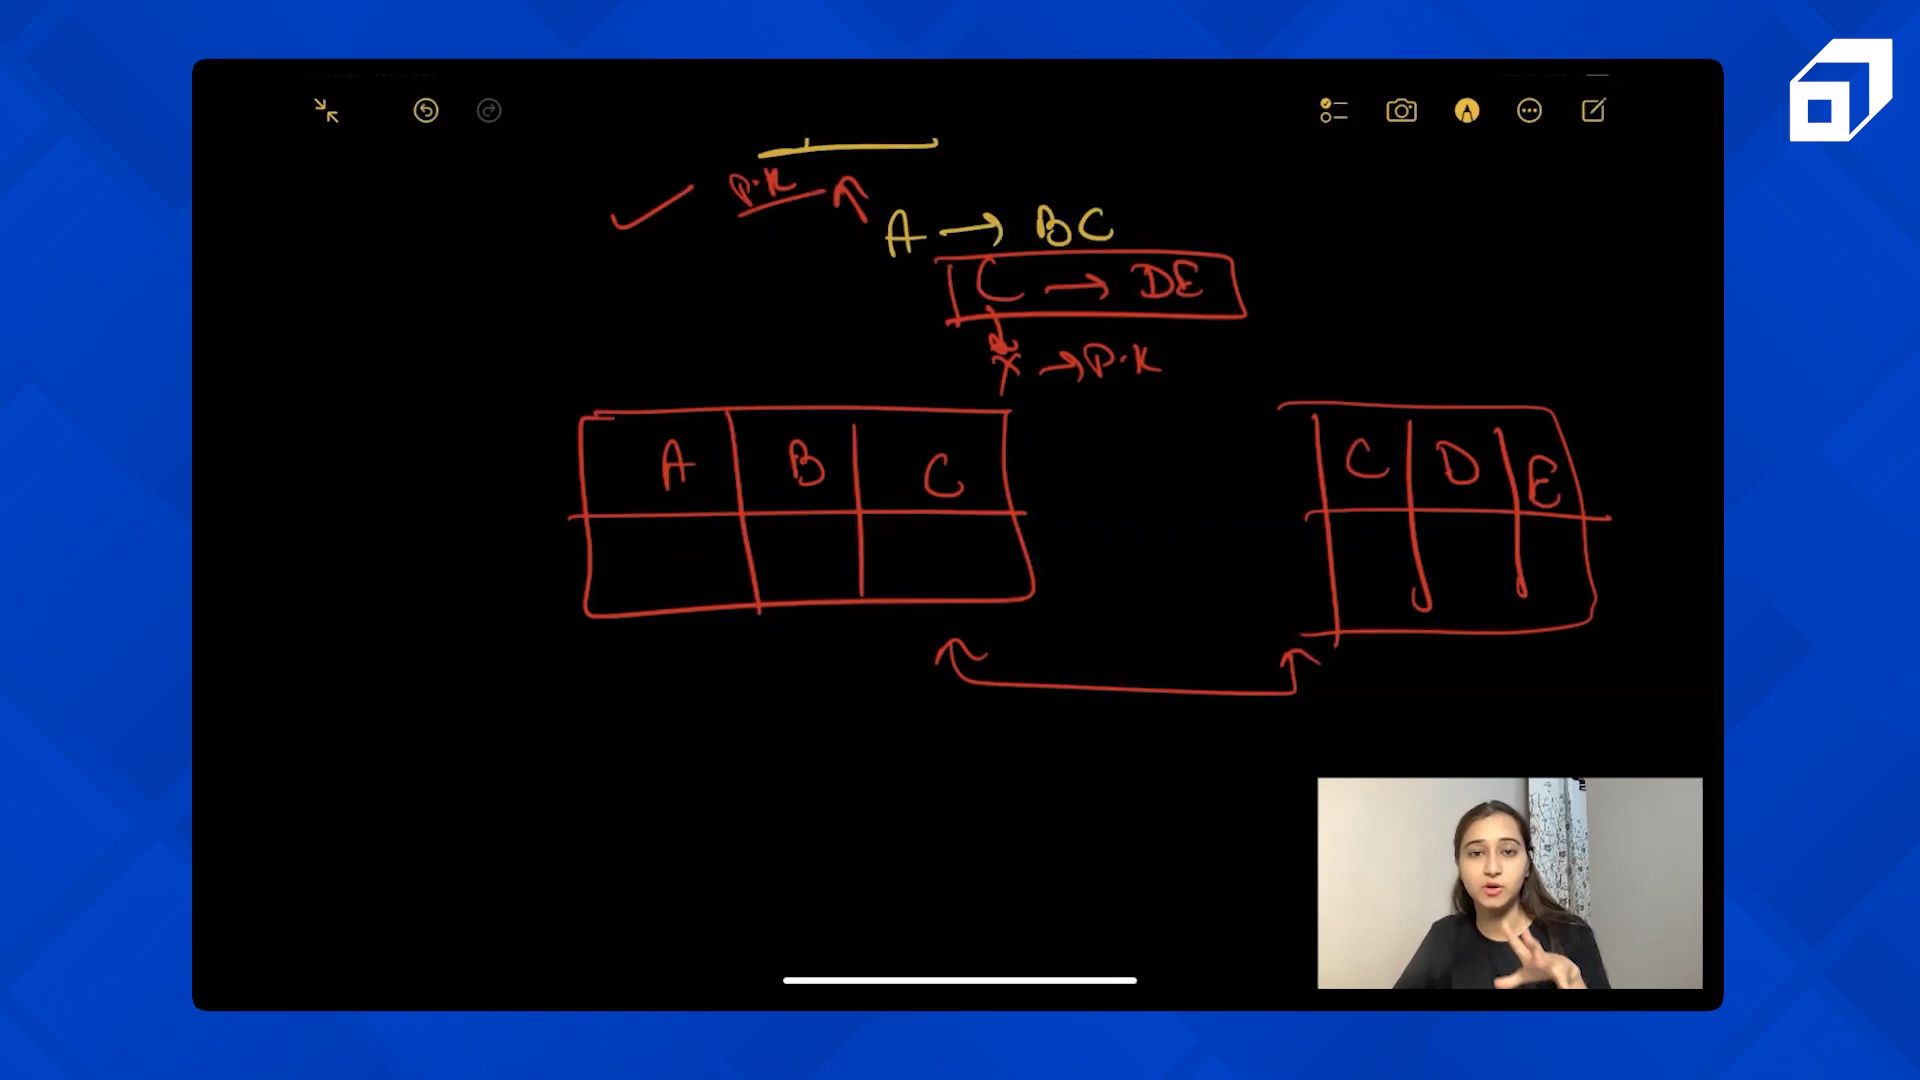 P.K
A → BC
C → DE
x → P.K
A B C
C D E